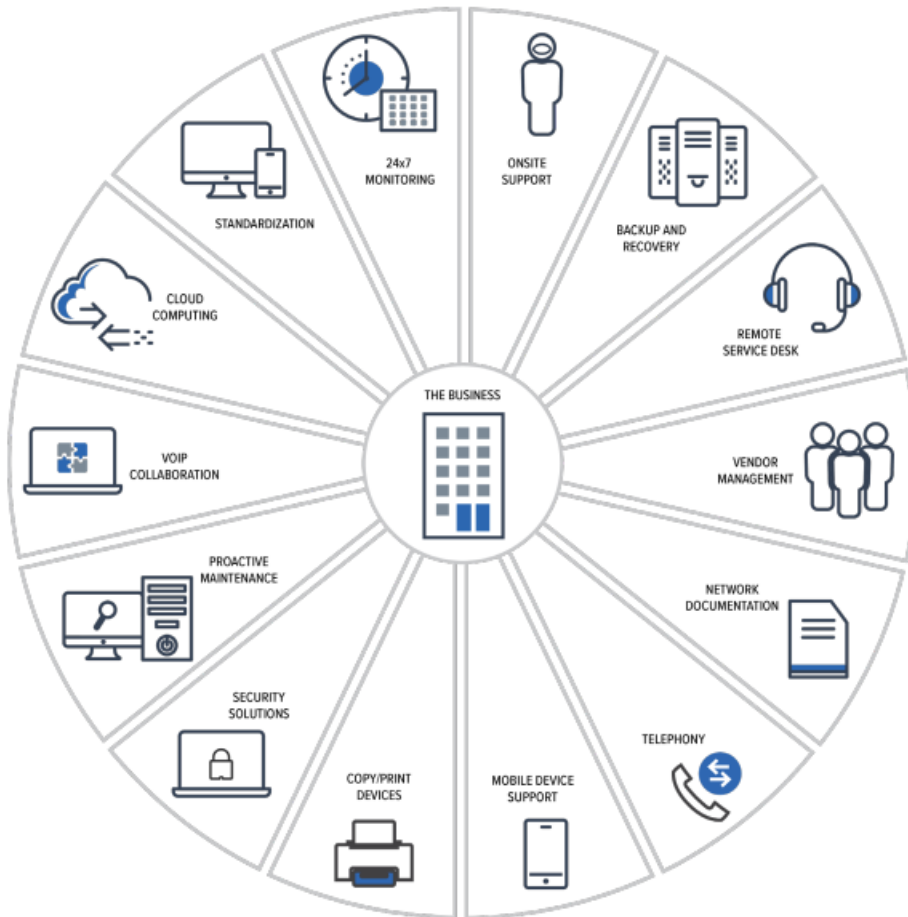 24x7
MONITORING
ONSITE
SUPPORT
BACKUP AND
RECOVERY
REMOTE
SERVICE DESK
VENDOR
MANAGEMENT
NETWORK
DOCUMENTATION
TELEPHONY
MOBILE DEVICE
SUPPORT
COPY/PRINT
DEVICES
SECURITY
SOLUTIONS
PROACTIVE
MAINTENANCE
VOIP
COLLABORATION
CLOUD
COMPUTING
STANDARDIZATION
THE BUSINESS